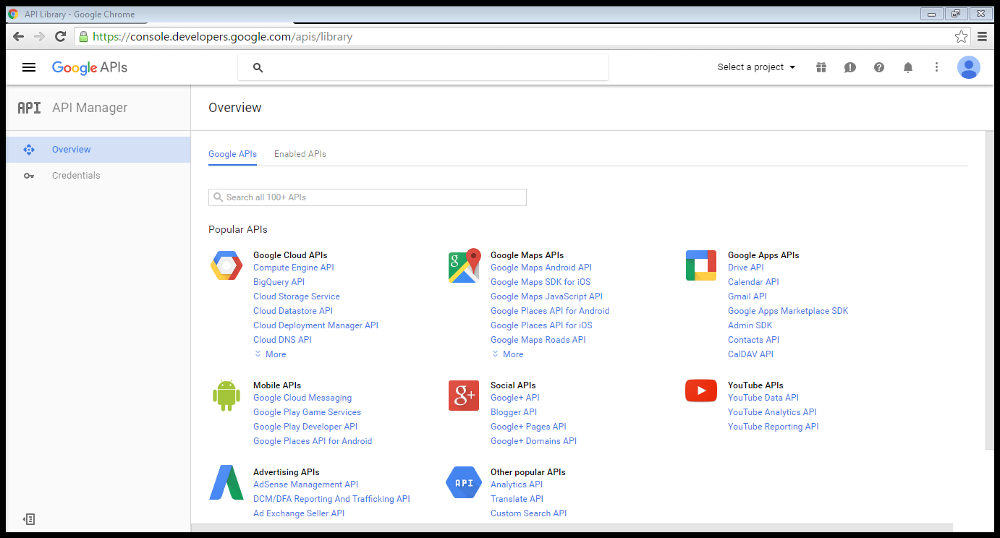 API Library - Google Chrome
https://console.developers.google.com/apis/library
Google APIs
Select a project
API API Manager
Overview
Overview
Credentials
Google APIs Enabled APIs
Search all 100+ APIs
Popular APIs
Google Cloud APIs
Compute Engine API
BigQuery API
Cloud Storage Service
Cloud Datastore API
Cloud Deployment Manager API
Cloud DNS API
More
g
Google Maps APIs
Google Maps Android API
Google Maps SDK for iOS
Google Maps JavaScript API
Google Places API for Android
Google Places API for iOS
Google Maps Roads API
More
Google Apps APIs
Drive API
Calendar API
Gmail API
Google Apps Marketplace SDK
Admin SDK
Contacts API
CalDAV API
Mobile APIs
Google Cloud Messaging
Google Play Game Services
Google Play Developer API
Google Places API for Android
g+
Social APIs
Google+ API
Blogger API
Google+ Pages API
Google+ Domains API
YouTube APIs
YouTube Data API
YouTube Analytics API
YouTube Reporting API
Advertising APIs
AdSense Management API
DCM/DFA Reporting And Trafficking API
Ad Exchange Seller API
API
Other popular APIs
Analytics API
Translate API
Custom Search API